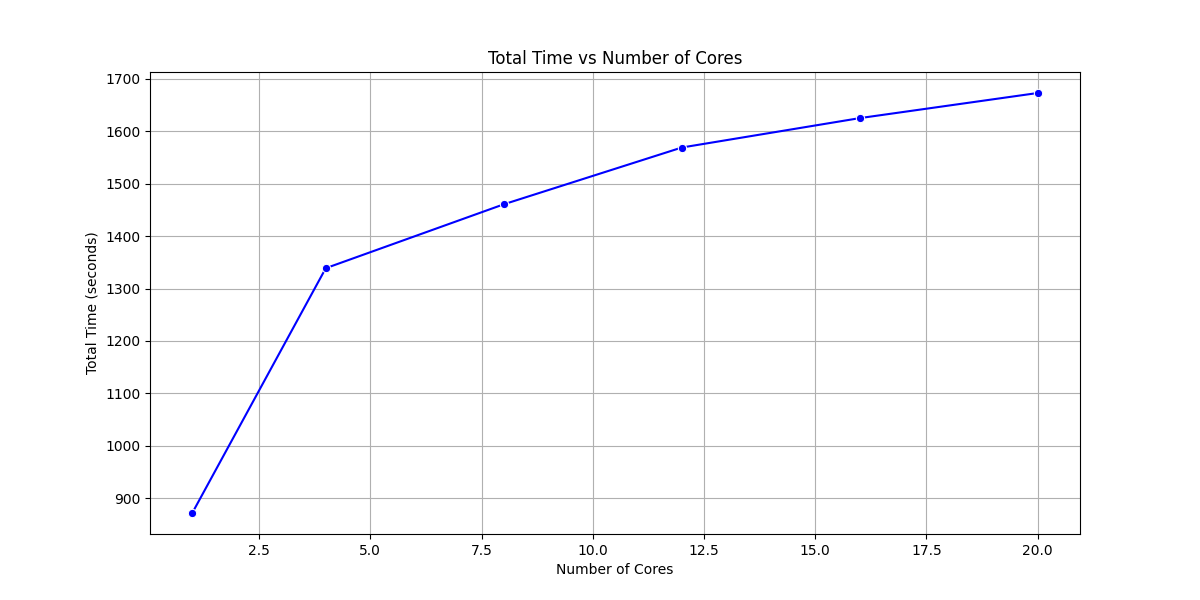 Total Time vs Number of Cores
Total Time (seconds)
1700
1600
1500
1400
1300
1200
1100
1000
900
2.5 5.0 7.5 10.0 12.5 15.0 17.5 20.0
Number of Cores